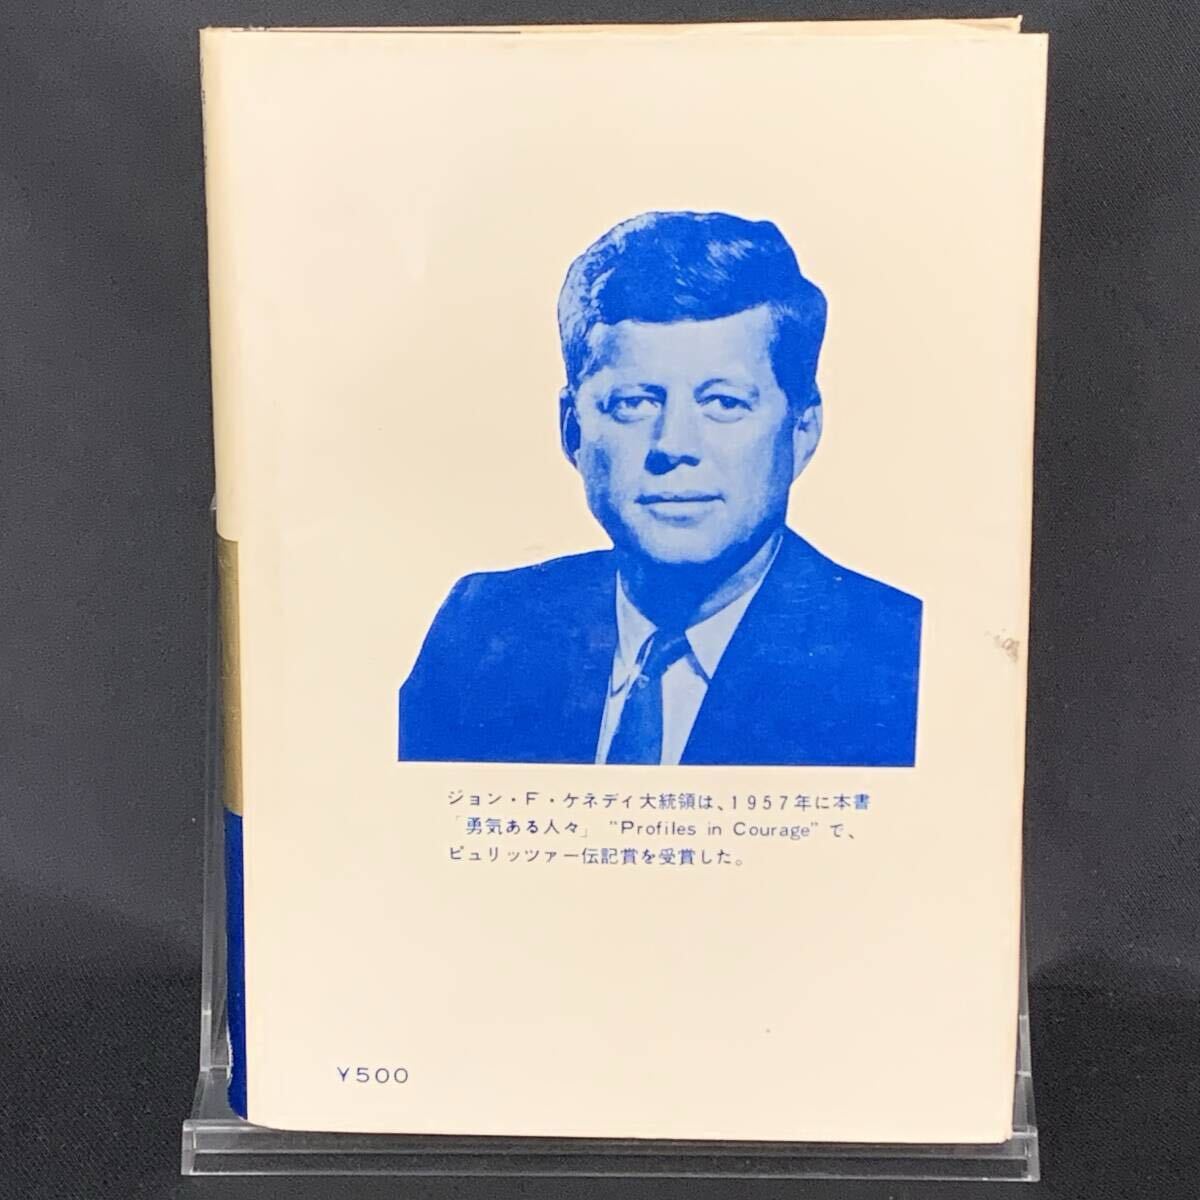 ジョン・F・ケネディ大統領は、1957年に本書
「勇気ある人々」 “Profiles in Courage” で、
ピュリッツァー伝記賞を受賞した。
¥500